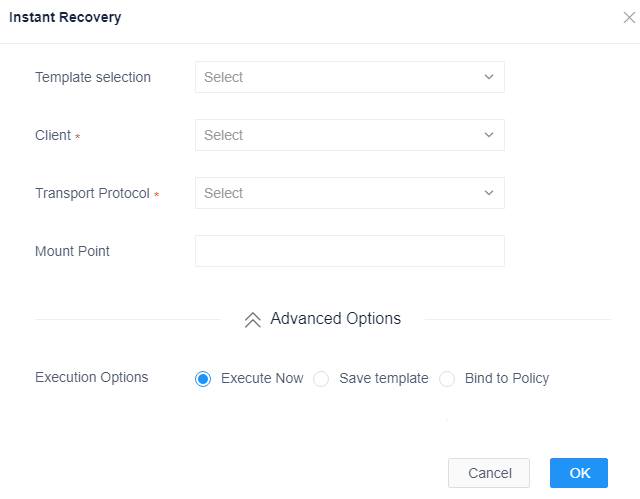 Instant Recovery
Template selection Select
Client * Select
Transport Protocol * Select
Mount Point
Advanced Options
Execution Options Execute Now Save template Bind to Policy
Cancel OK